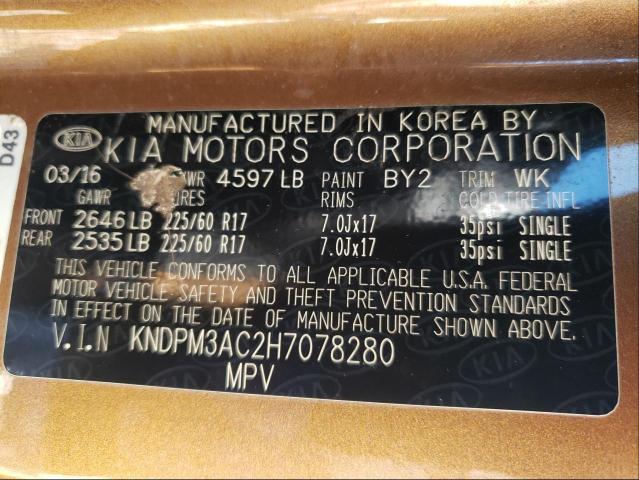 D43
KIA MANUFACTURED IN KOREA BY
KIA MOTORS CORPORATION
03/16 4597 LB PAINT BY2 TRIM WK
GAWR RIMS COLD TIRE INFL
FRONT 2646 LB 225/60 R17 7.0Jx17 35psi SINGLE
REAR 2535 LB 225/60 R17 7.0Jx17 35psi SINGLE
THIS VEHICLE CONFORMS TO ALL APPLICABLE U.S.A. FEDERAL
MOTOR VEHICLE SAFETY AND THEFT PREVENTION STANDARDS
IN EFFECT ON THE DATE OF MANUFACTURE SHOWN ABOVE.
V.I.N KNDPM3AC2H7078280
MPV